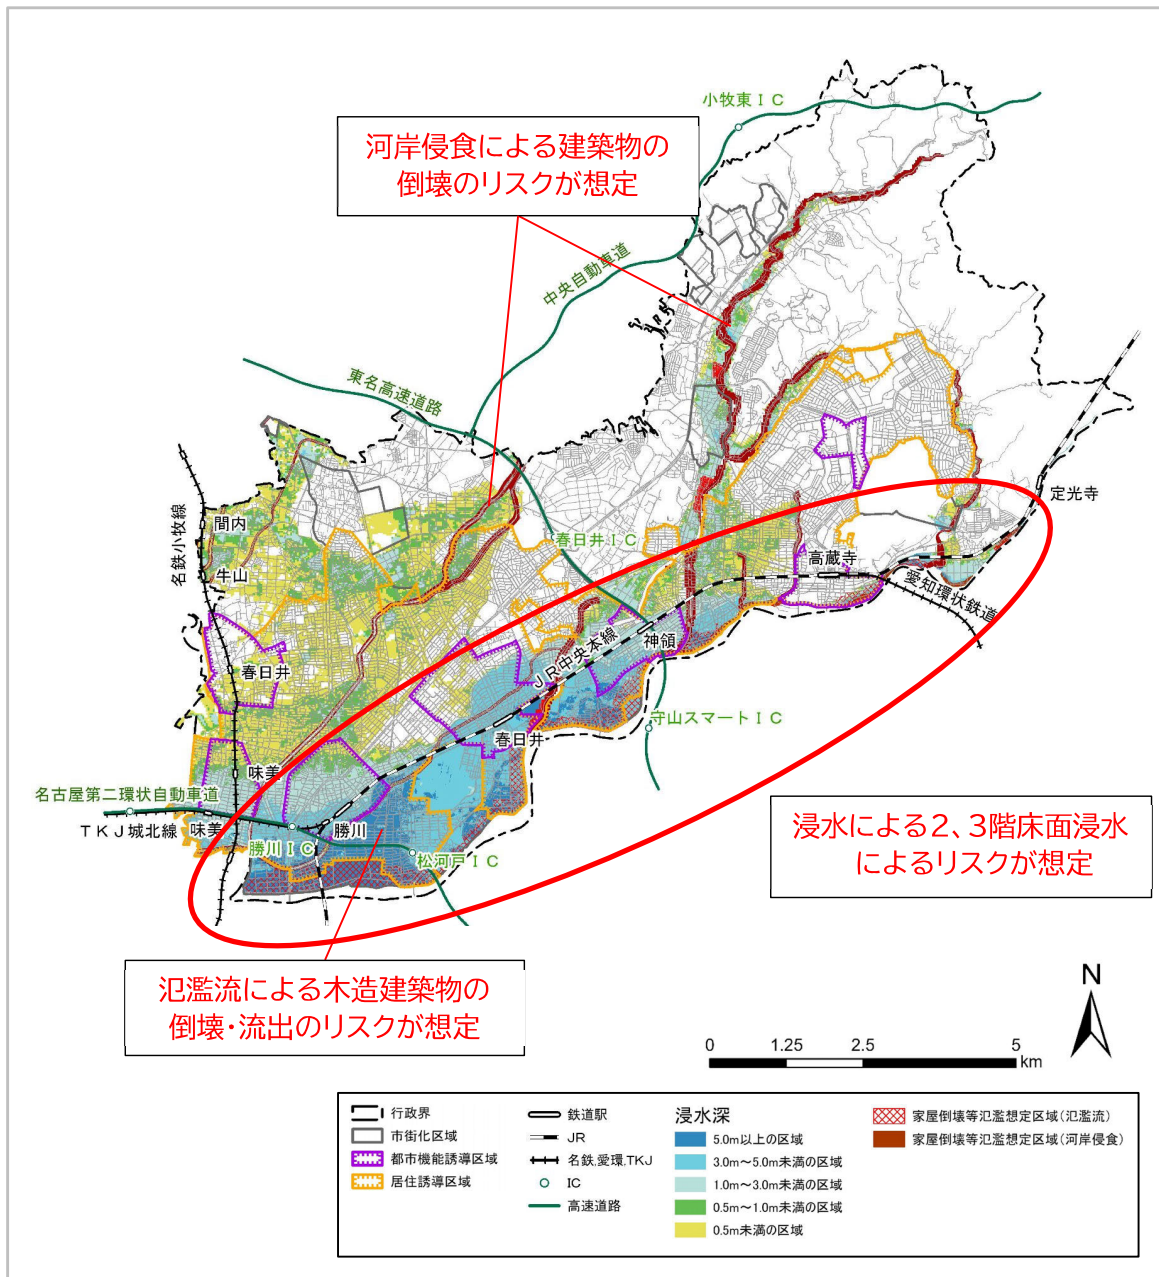 小牧東IC
河岸侵食による建築物の
倒壊のリスクが想定
中央自動車道
東名高速道路
名鉄小牧線
間内
牛山
春日井
春日井IC
定光寺
高蔵寺
愛知環状鉄道
JR中央本線
神領
守山スマートIC
春日井
味美
名古屋第二環状自動車道
TKJ城北線
味美
勝川
勝川IC
松河戸IC
浸水による2、3階床面浸水
によるリスクが想定
氾濫流による木造建築物の
倒壊・流出のリスクが想定
N
0 1.25 2.5 5
km
行政界
市街化区域
都市機能誘導区域
居住誘導区域
鉄道駅
JR
名鉄,愛環,TKJ
IC
高速道路
浸水深
5.0m以上の区域
3.0m～5.0m未満の区域
1.0m～3.0m未満の区域
0.5m～1.0m未満の区域
0.5m未満の区域
家屋倒壊等氾濫想定区域(氾濫流)
家屋倒壊等氾濫想定区域(河岸侵食)